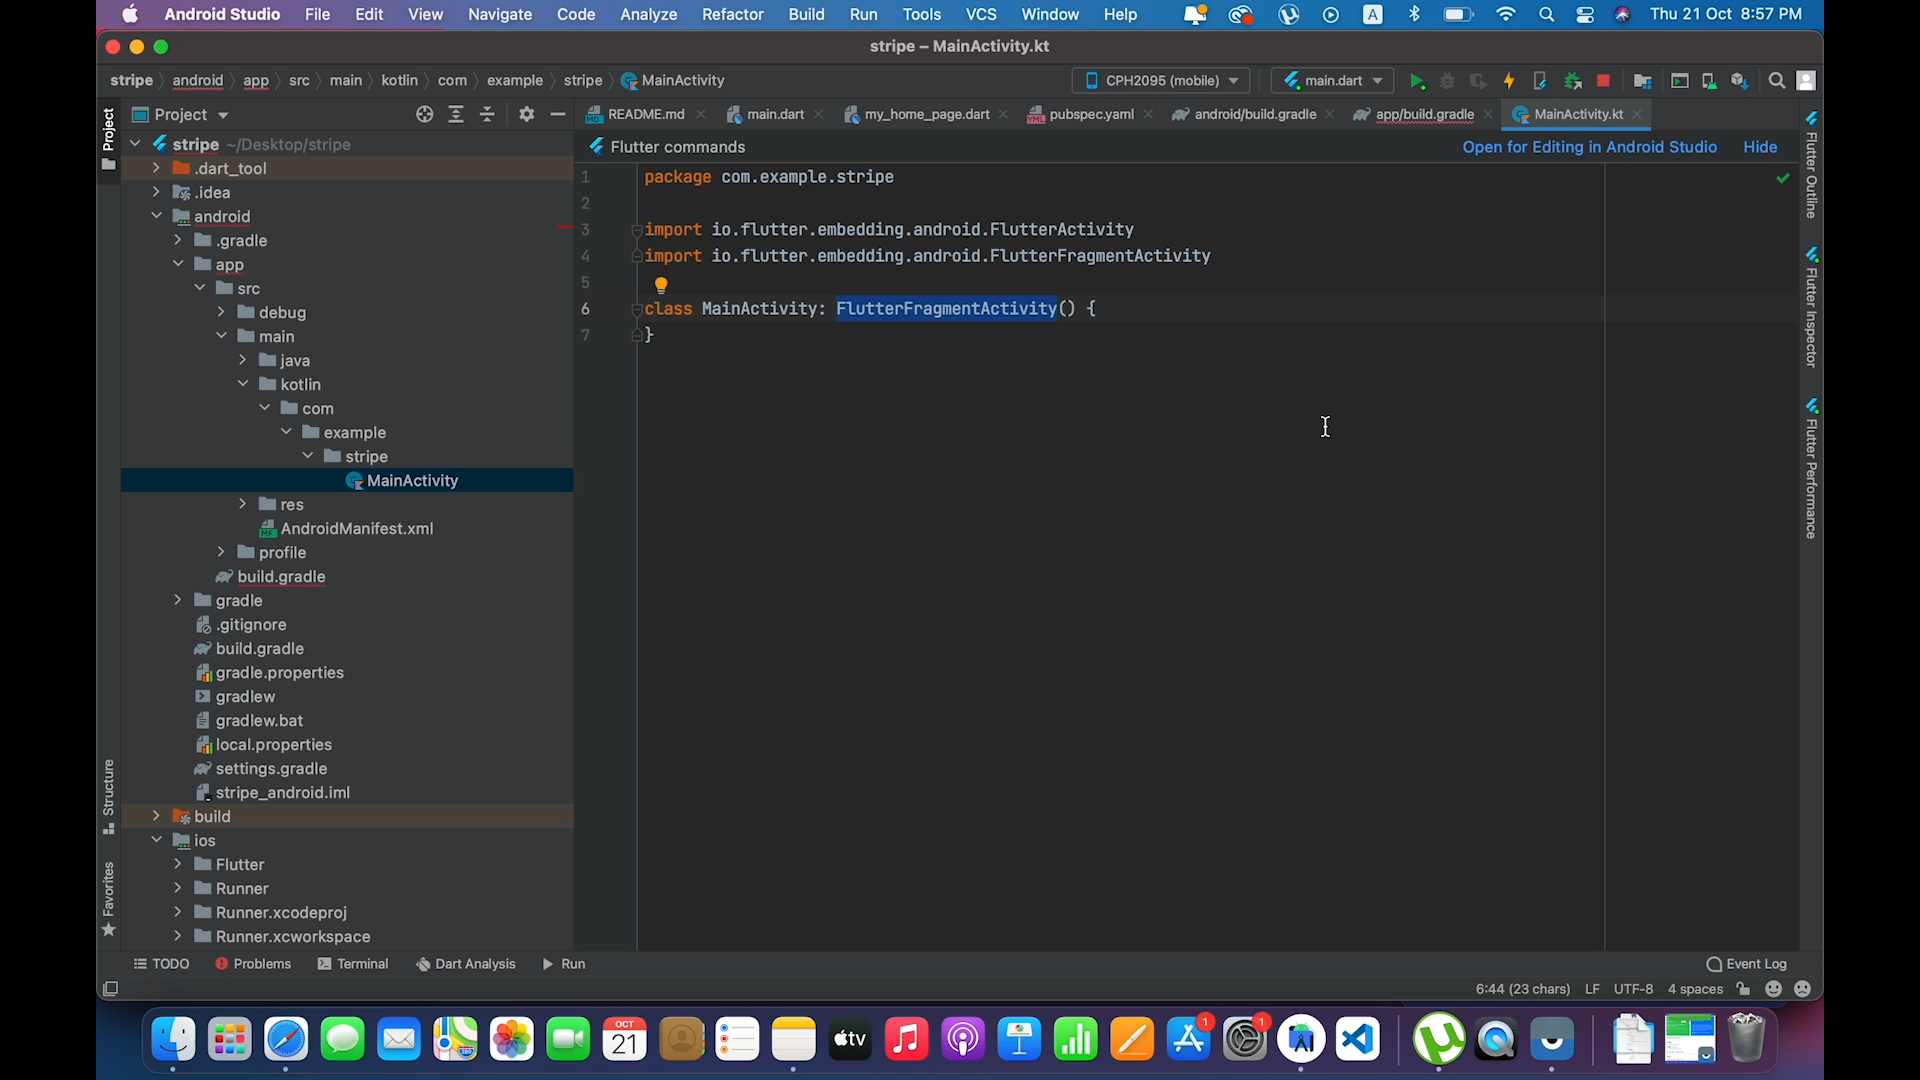 Android Studio File Edit View Navigate Code Analyze Refactor Build Run Tools VCS Window Help A Thu 21 Oct 8:57 PM
stripe – MainActivity.kt
stripe android app src main kotlin com example stripe MainActivity CPH2095 (mobile) main.dart
Project README.md main.dart my_home_page.dart pubspec.yaml android/build.gradle app/build.gradle MainActivity.kt
Flutter commands Open for Editing in Android Studio Hide
Project
Structure
Favorites
stripe ~/Desktop/stripe
.dart_tool
.idea
android
.gradle
app
src
debug
main
java
kotlin
com
example
stripe
MainActivity
res
AndroidManifest.xml
profile
build.gradle
gradle
.gitignore
build.gradle
gradle.properties
gradlew
gradlew.bat
local.properties
settings.gradle
stripe_android.iml
build
ios
Flutter
Runner
Runner.xcodeproj
Runner.xcworkspace
1 package com.example.stripe
2
3 import io.flutter.embedding.android.FlutterActivity
4 import io.flutter.embedding.android.FlutterFragmentActivity
5
6 class MainActivity: FlutterFragmentActivity() {
7 }
Flutter Outline
Flutter Inspector
Flutter Performance
TODO Problems Terminal Dart Analysis Run Event Log
6:44 (23 chars) LF UTF-8 4 spaces
OCT
21
tv
1
1